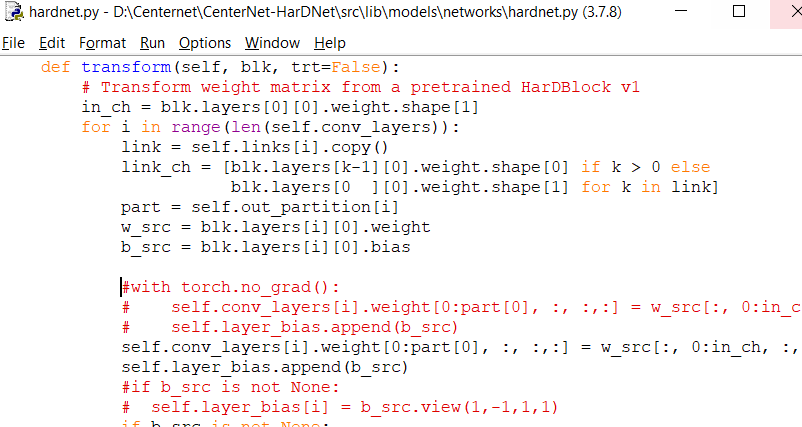 hardnet.py - D:\Centernet\CenterNet-HarDNet\src\lib\models\networks\hardnet.py (3.7.8)
File Edit Format Run Options Window Help
    def transform(self, blk, trt=False):
        # Transform weight matrix from a pretrained HarDBlock v1
        in_ch = blk.layers[0][0].weight.shape[1]
        for i in range(len(self.conv_layers)):
            link = self.links[i].copy()
            link_ch = [blk.layers[k-1][0].weight.shape[0] if k > 0 else
                       blk.layers[0  ][0].weight.shape[1] for k in link]
            part = self.out_partition[i]
            w_src = blk.layers[i][0].weight
            b_src = blk.layers[i][0].bias
            #with torch.no_grad():
            #    self.conv_layers[i].weight[0:part[0], :, :,:] = w_src[:, 0:in_c
            #    self.layer_bias.append(b_src)
            self.conv_layers[i].weight[0:part[0], :, :,:] = w_src[:, 0:in_ch, :,
            self.layer_bias.append(b_src)
            #if b_src is not None:
            #  self.layer_bias[i] = b_src.view(1,-1,1,1)
            if b_src is not None: